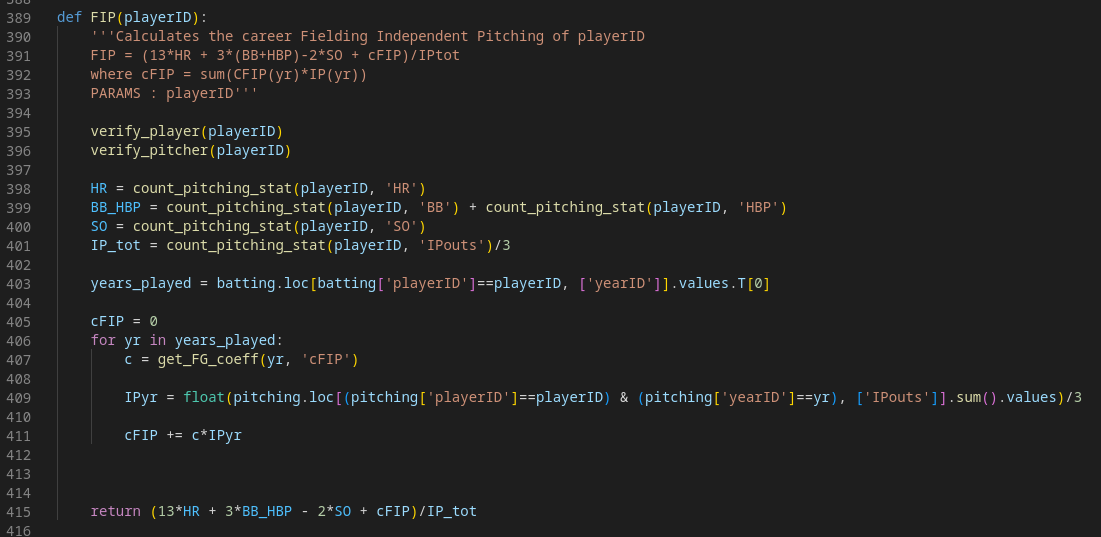 388
389 def FIP(playerID):
390     '''Calculates the career Fielding Independent Pitching of playerID
391     FIP = (13*HR + 3*(BB+HBP)-2*SO + cFIP)/IPtot
392     where cFIP = sum(CFIP(yr)*IP(yr))
393     PARAMS : playerID'''
394
395     verify_player(playerID)
396     verify_pitcher(playerID)
397
398     HR = count_pitching_stat(playerID, 'HR')
399     BB_HBP = count_pitching_stat(playerID, 'BB') + count_pitching_stat(playerID, 'HBP')
400     SO = count_pitching_stat(playerID, 'SO')
401     IP_tot = count_pitching_stat(playerID, 'IPouts')/3
402
403     years_played = batting.loc[batting['playerID']==playerID, ['yearID']].values.T[0]
404
405     cFIP = 0
406     for yr in years_played:
407         c = get_FG_coeff(yr, 'cFIP')
408
409         IPyr = float(pitching.loc[(pitching['playerID']==playerID) & (pitching['yearID']==yr), ['IPouts']].sum().values)/3
410
411         cFIP += c*IPyr
412
413
414
415     return (13*HR + 3*BB_HBP - 2*SO + cFIP)/IP_tot
416